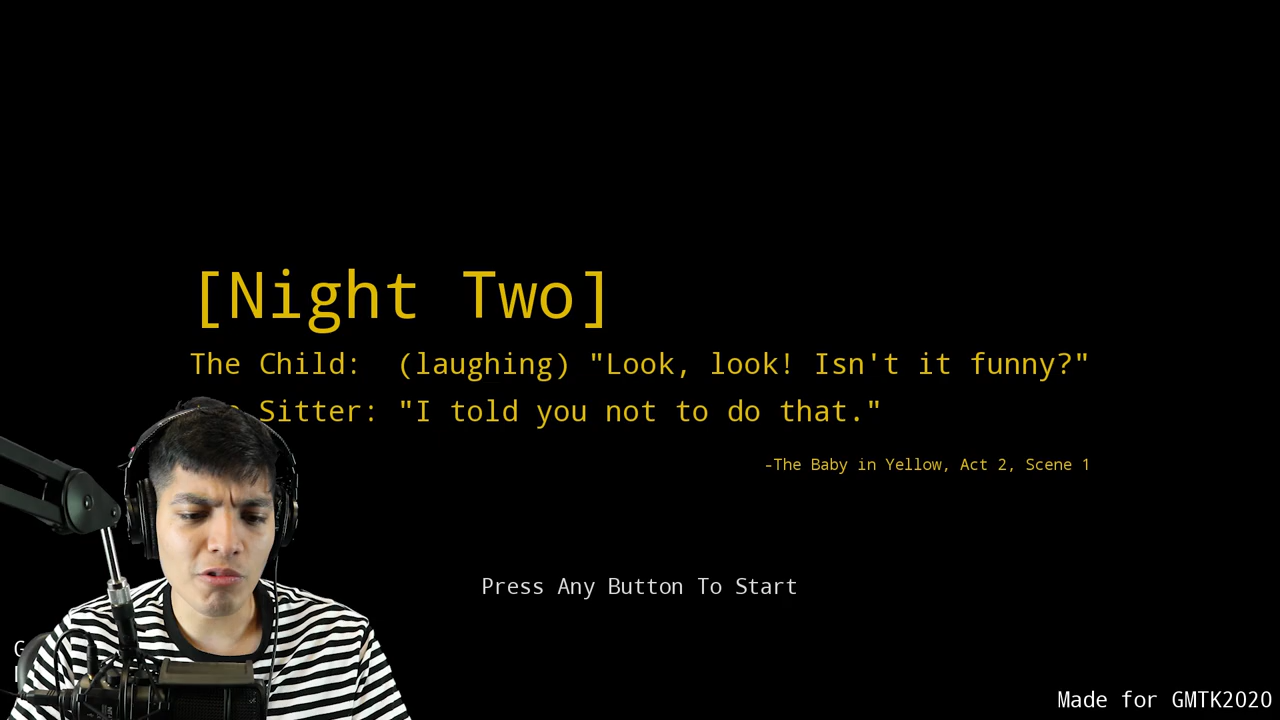 [Night Two]
The Child:  (laughing) "Look, look! Isn't it funny?"
Sitter: "I told you not to do that."
-The Baby in Yellow, Act 2, Scene 1
Press Any Button To Start
Made for GMTK2020